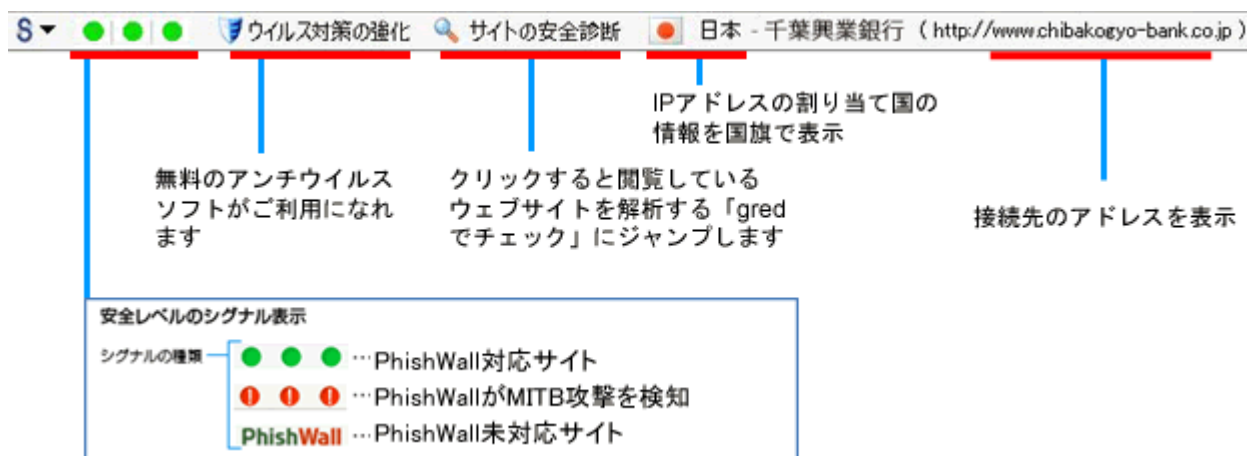 S ウイルス対策の強化 サイトの安全診断 日本 - 千葉興業銀行 ( http://www.chibakogyo-bank.co.jp )
IPアドレスの割り当て国の
情報を国旗で表示
無料のアンチウイルス
ソフトがご利用になれ
ます
クリックすると閲覧している
ウェブサイトを解析する「gred
でチェック」にジャンプします
接続先のアドレスを表示
安全レベルのシグナル表示
シグナルの種類
…PhishWall対応サイト
…PhishWallがMITB攻撃を検知
PhishWall …PhishWall未対応サイト